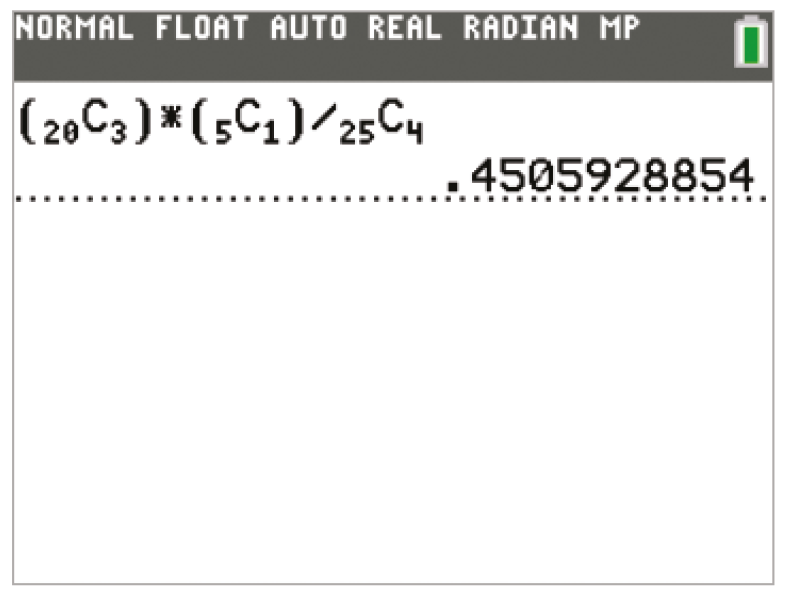 NORMAL FLOAT AUTO REAL RADIAN MP
(₂₀C₃)*(₅C₁)/₂₅C₄
.4505928854